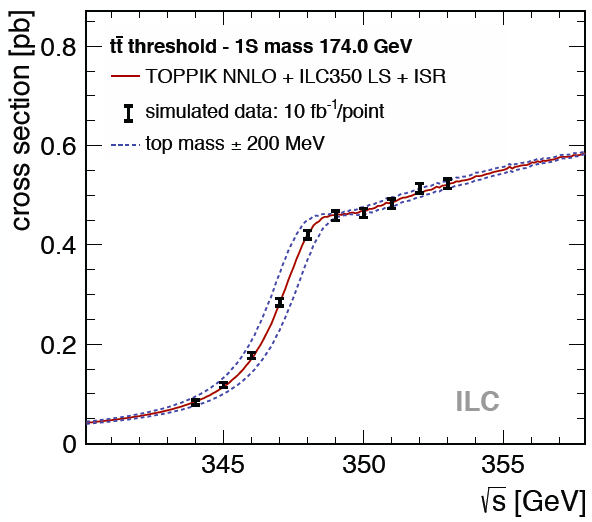 cross section [pb]
tt̄ threshold - 1S mass 174.0 GeV
TOPPIK NNLO + ILC350 LS + ISR
simulated data: 10 fb⁻¹/point
top mass ± 200 MeV
0.8
0.6
0.4
0.2
0
ILC
345 350 355
√s [GeV]